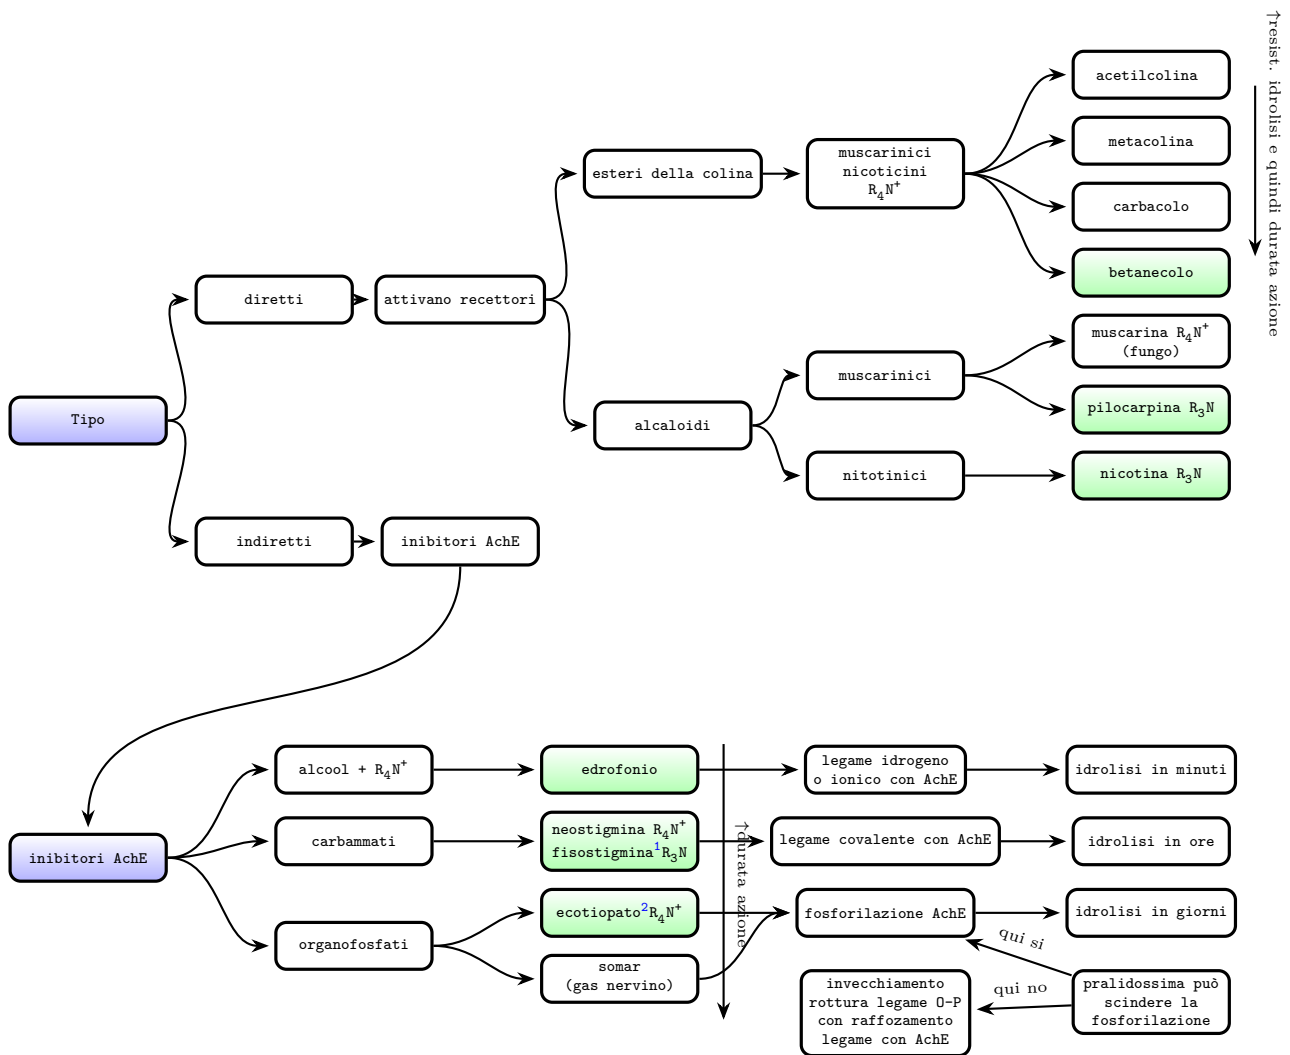 ↑resist. idrolisi e quindi durata azione
acetilcolina
metacolina
carbacolo
betanecolo
muscarinici
nicoticini
R₄N⁺
esteri della colina
diretti
attivano recettori
muscarina R₄N⁺
(fungo)
muscarinici
pilocarpina R₃N
Tipo
alcaloidi
nitotinici
nicotina R₃N
indiretti
inibitori AchE
alcool + R₄N⁺
edrofonio
legame idrogeno
o ionico con AchE
idrolisi in minuti
inibitori AchE
carbammati
neostigmina R₄N⁺
fisostigmina¹R₃N
↑durata azione
legame covalente con AchE
idrolisi in ore
organofosfati
ecotiopato²R₄N⁺
fosforilazione AchE
idrolisi in giorni
somar
(gas nervino)
qui si
qui no
invecchiamento
rottura legame O-P
con raffozamento
legame con AchE
pralidossima può
scindere la
fosforilazione